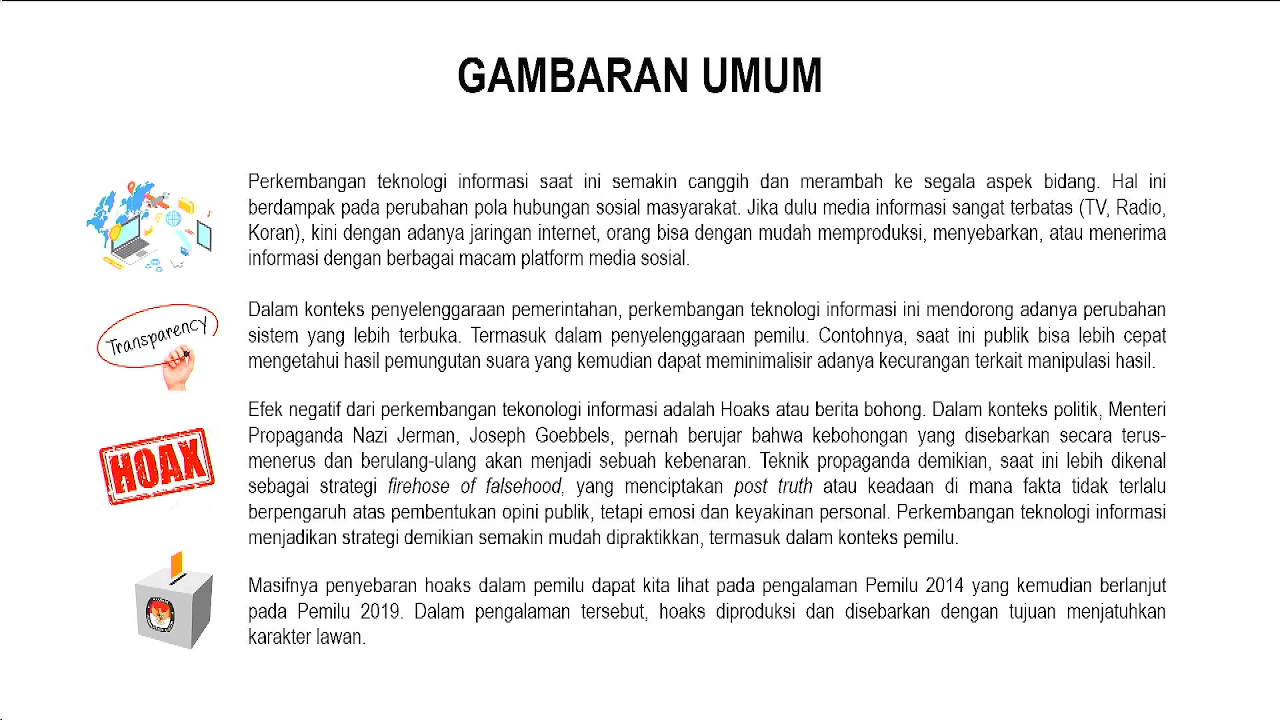 GAMBARAN UMUM
Perkembangan teknologi informasi saat ini semakin canggih dan merambah ke segala aspek bidang. Hal ini
berdampak pada perubahan pola hubungan sosial masyarakat. Jika dulu media informasi sangat terbatas (TV, Radio,
Koran), kini dengan adanya jaringan internet, orang bisa dengan mudah memproduksi, menyebarkan, atau menerima
informasi dengan berbagai macam platform media sosial.
Transparency
Dalam konteks penyelenggaraan pemerintahan, perkembangan teknologi informasi ini mendorong adanya perubahan
sistem yang lebih terbuka. Termasuk dalam penyelenggaraan pemilu. Contohnya, saat ini publik bisa lebih cepat
mengetahui hasil pemungutan suara yang kemudian dapat meminimalisir adanya kecurangan terkait manipulasi hasil.
HOAX
Efek negatif dari perkembangan tekonologi informasi adalah Hoaks atau berita bohong. Dalam konteks politik, Menteri
Propaganda Nazi Jerman, Joseph Goebbels, pernah berujar bahwa kebohongan yang disebarkan secara terus-
menerus dan berulang-ulang akan menjadi sebuah kebenaran. Teknik propaganda demikian, saat ini lebih dikenal
sebagai strategi firehose of falsehood, yang menciptakan post truth atau keadaan di mana fakta tidak terlalu
berpengaruh atas pembentukan opini publik, tetapi emosi dan keyakinan personal. Perkembangan teknologi informasi
menjadikan strategi demikian semakin mudah dipraktikkan, termasuk dalam konteks pemilu.
Masifnya penyebaran hoaks dalam pemilu dapat kita lihat pada pengalaman Pemilu 2014 yang kemudian berlanjut
pada Pemilu 2019. Dalam pengalaman tersebut, hoaks diproduksi dan disebarkan dengan tujuan menjatuhkan
karakter lawan.